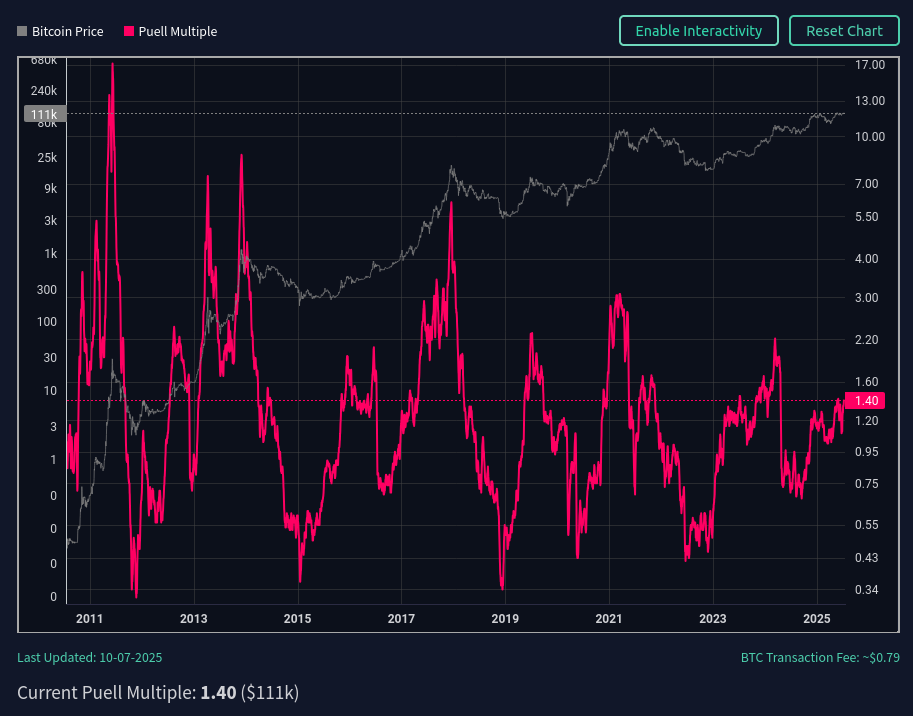 Bitcoin Price Puell Multiple Enable Interactivity Reset Chart
680k 17.00
240k 13.00
111k
80k 10.00
25k 7.00
9k 5.50
3k 4.00
1k 3.00
300 2.20
100 1.60
30 1.40
10 1.20
3 0.95
1 0.75
0 0.55
0 0.43
0 0.34
0
2011 2013 2015 2017 2019 2021 2023 2025
Last Updated: 10-07-2025 BTC Transaction Fee: ~$0.79
Current Puell Multiple: 1.40 ($111k)